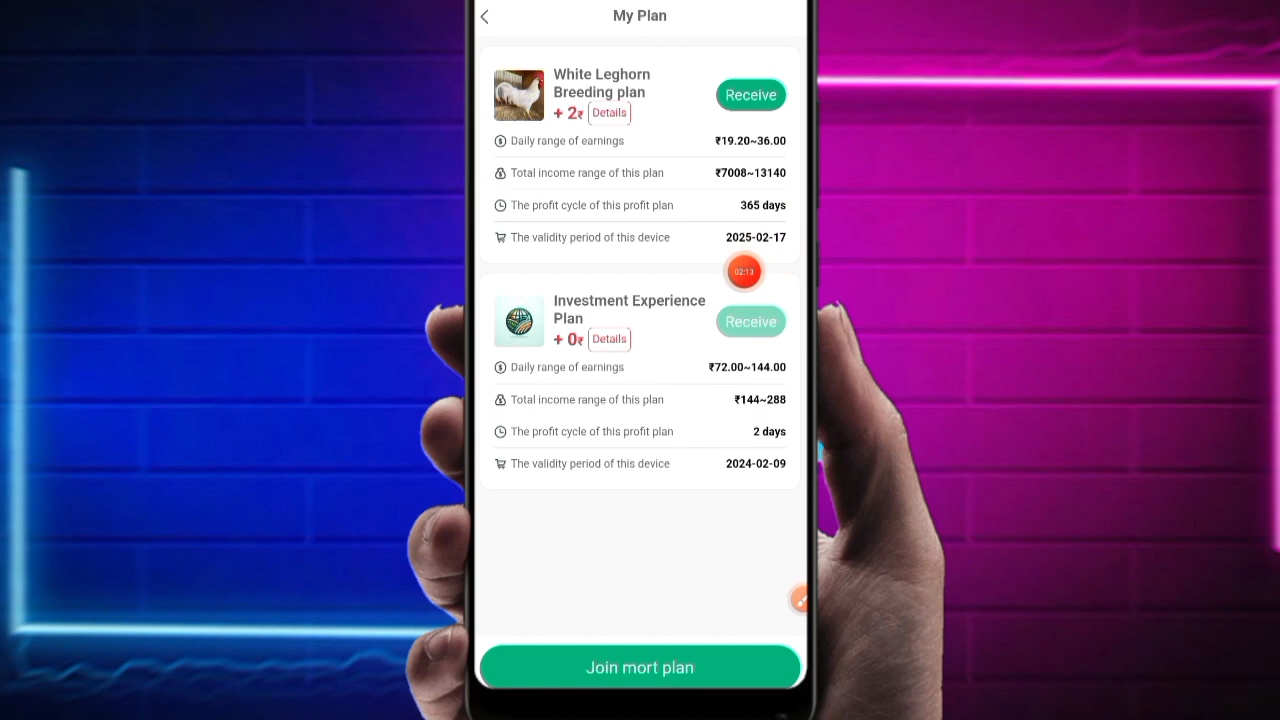 My Plan
White Leghorn
Breeding plan
Receive
+ 2₹ Details
Daily range of earnings ₹19.20~36.00
Total income range of this plan ₹7008~13140
The profit cycle of this profit plan 365 days
The validity period of this device 2025-02-17
02:13
Investment Experience
Plan
Receive
+ 0₹ Details
Daily range of earnings ₹72.00~144.00
Total income range of this plan ₹144~288
The profit cycle of this profit plan 2 days
The validity period of this device 2024-02-09
Join mort plan